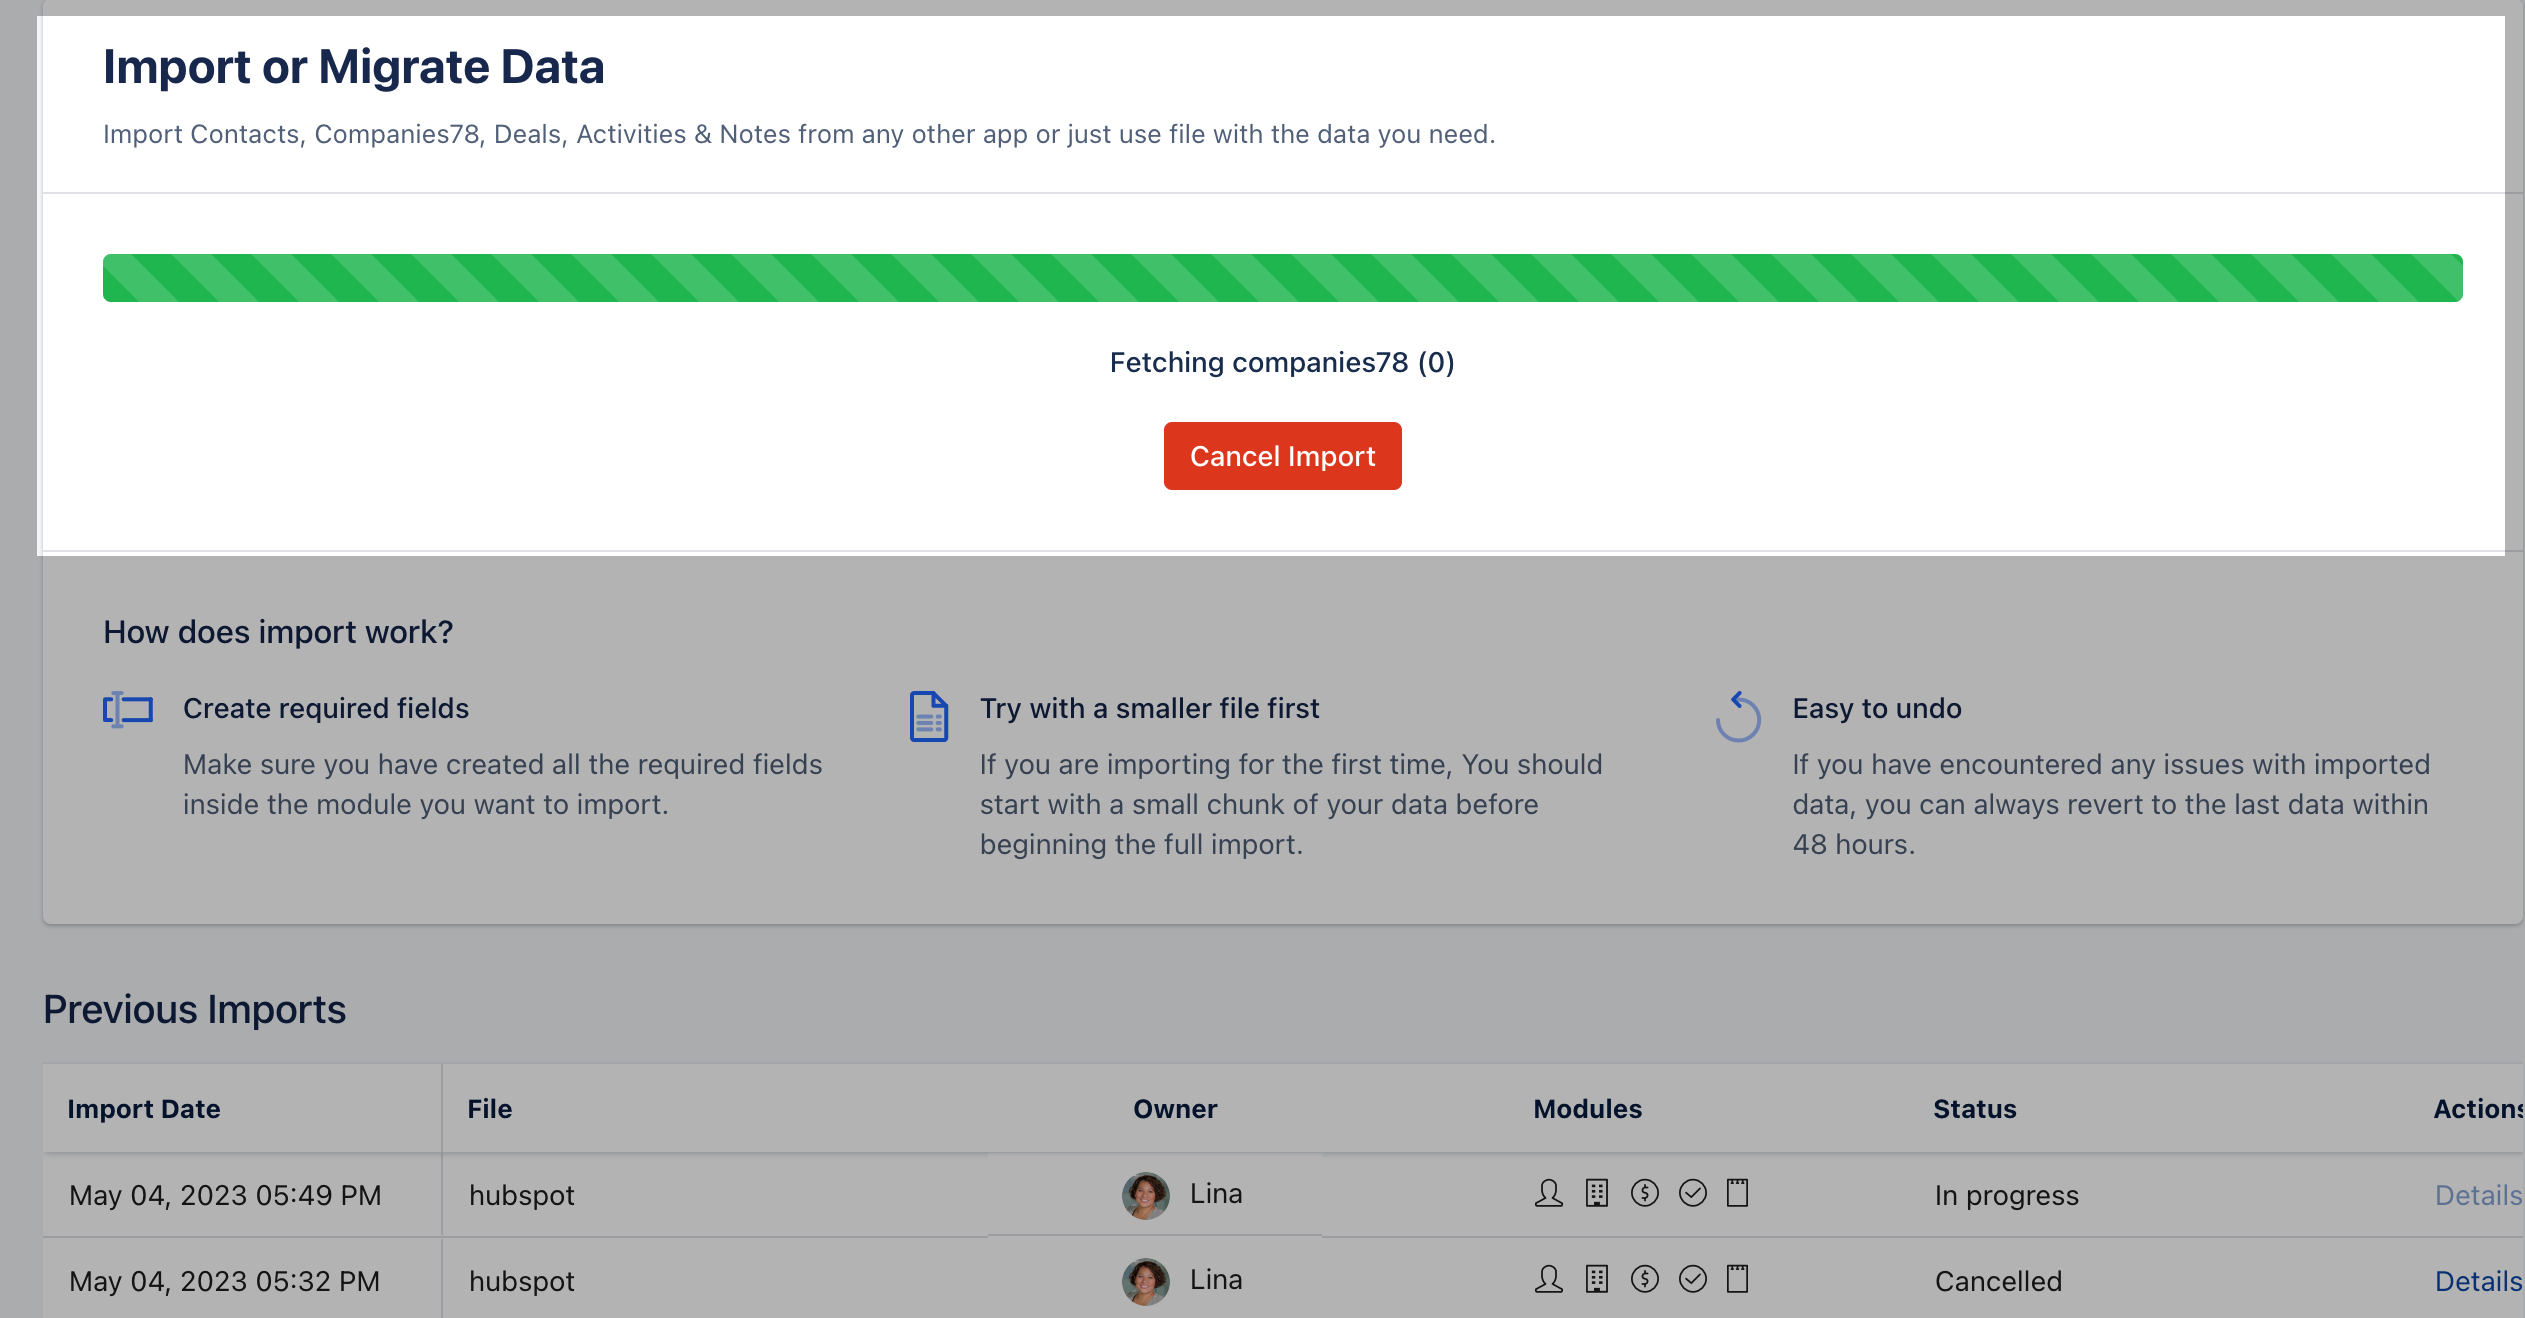 Import or Migrate Data
Import Contacts, Companies78, Deals, Activities & Notes from any other app or just use file with the data you need.
Fetching companies78 (0)
Cancel Import
How does import work?
Create required fields
Make sure you have created all the required fields
inside the module you want to import.
Try with a smaller file first
If you are importing for the first time, You should
start with a small chunk of your data before
beginning the full import.
Easy to undo
If you have encountered any issues with imported
data, you can always revert to the last data within
48 hours.
Previous Imports
Import Date File Owner Modules Status Actions
May 04, 2023 05:49 PM hubspot Lina In progress Details
May 04, 2023 05:32 PM hubspot Lina Cancelled Details